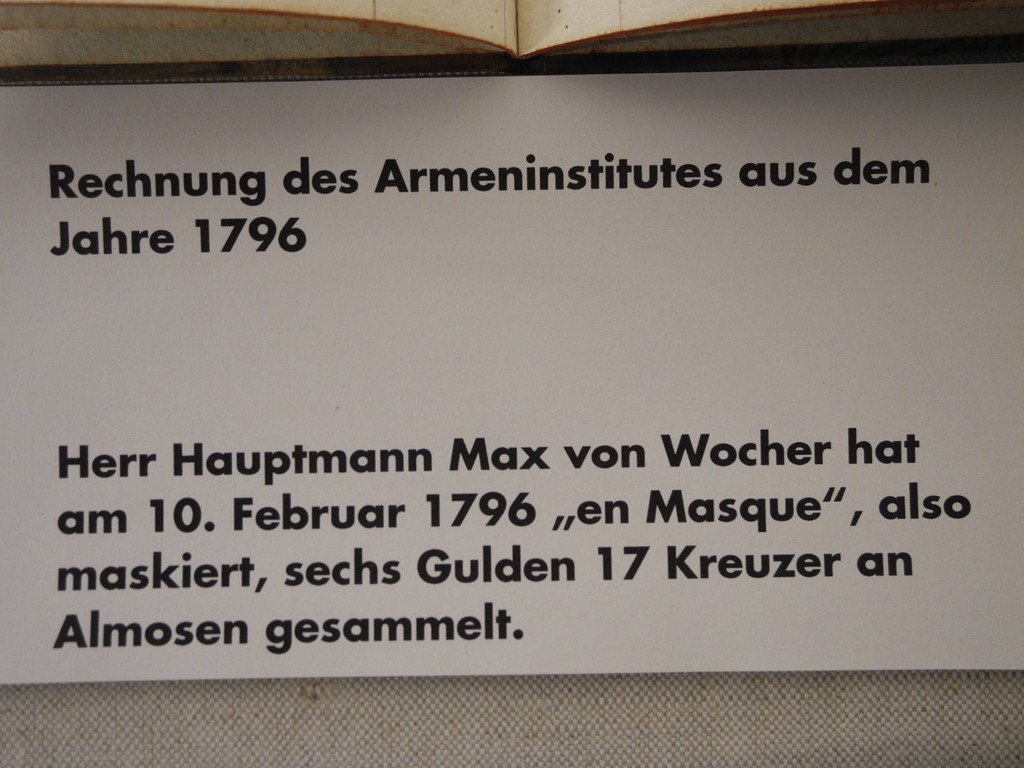 Rechnung des Armeninstitutes aus dem
Jahre 1796
Herr Hauptmann Max von Wocher hat
am 10. Februar 1796 „en Masque“, also
maskiert, sechs Gulden 17 Kreuzer an
Almosen gesammelt.